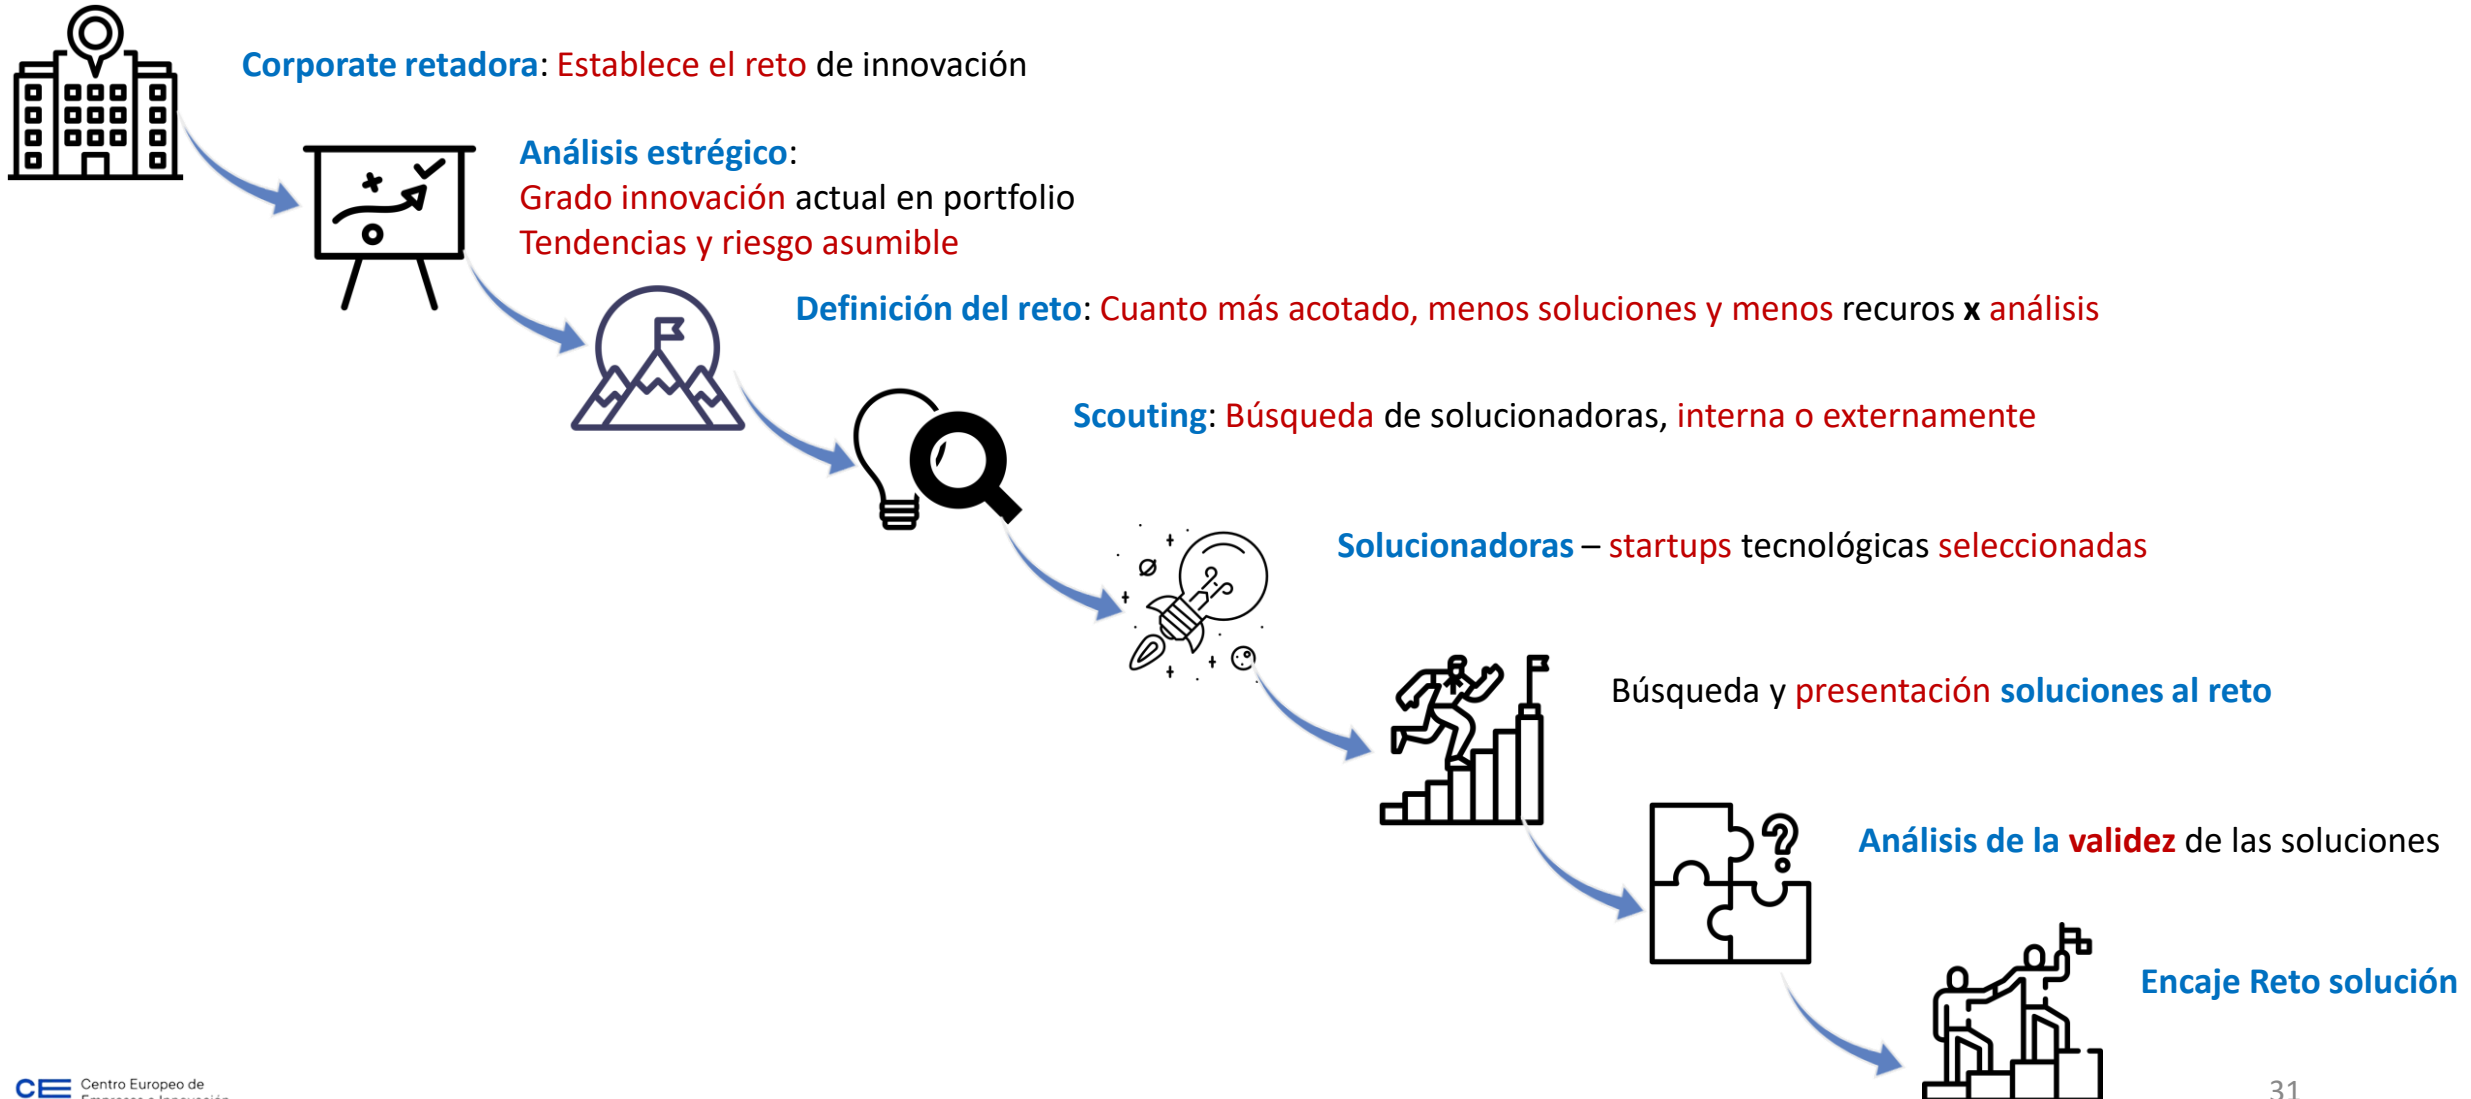 Corporate retadora: Establece el reto de innovación
Análisis estrégico:
Grado innovación actual en portfolio
Tendencias y riesgo asumible
Definición del reto: Cuanto más acotado, menos soluciones y menos recuros x análisis
Scouting: Búsqueda de solucionadoras, interna o externamente
Solucionadoras – startups tecnológicas seleccionadas
Búsqueda y presentación soluciones al reto
Análisis de la validez de las soluciones
Encaje Reto solución
CE Centro Europeo de
Empresas e Innovación
31